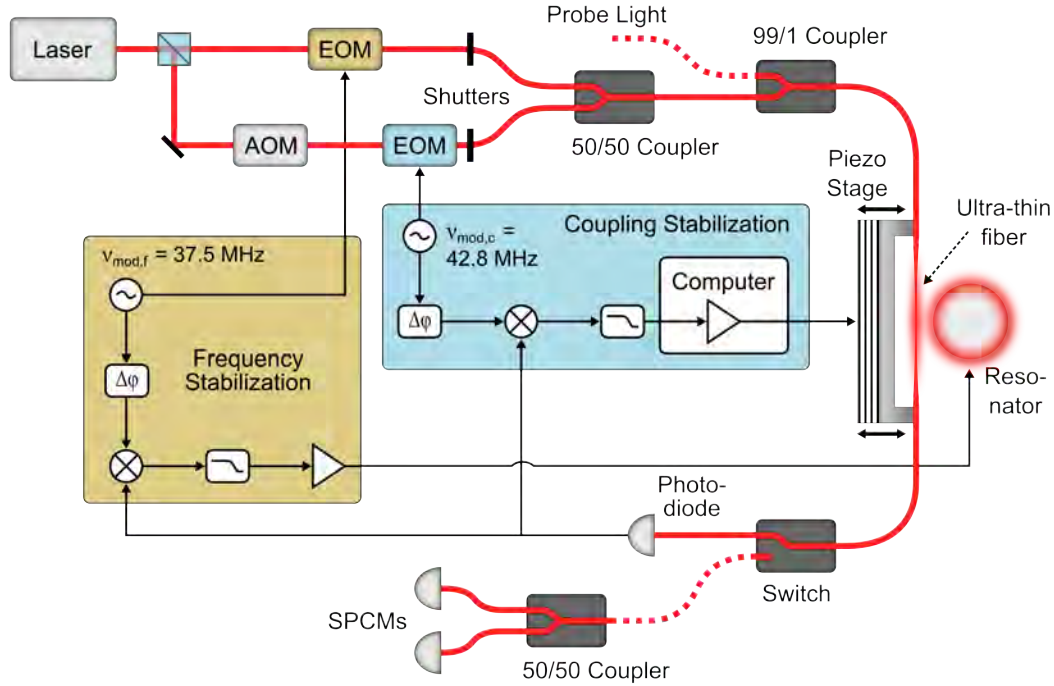 Laser
EOM
AOM
EOM
Shutters
Probe Light
99/1 Coupler
50/50 Coupler
Piezo
Stage
Ultra-thin
fiber
Reso-
nator
νmod,c =
42.8 MHz
Coupling Stabilization
Δφ
Computer
νmod,f = 37.5 MHz
Δφ
Frequency
Stabilization
Photo-
diode
Switch
SPCMs
50/50 Coupler